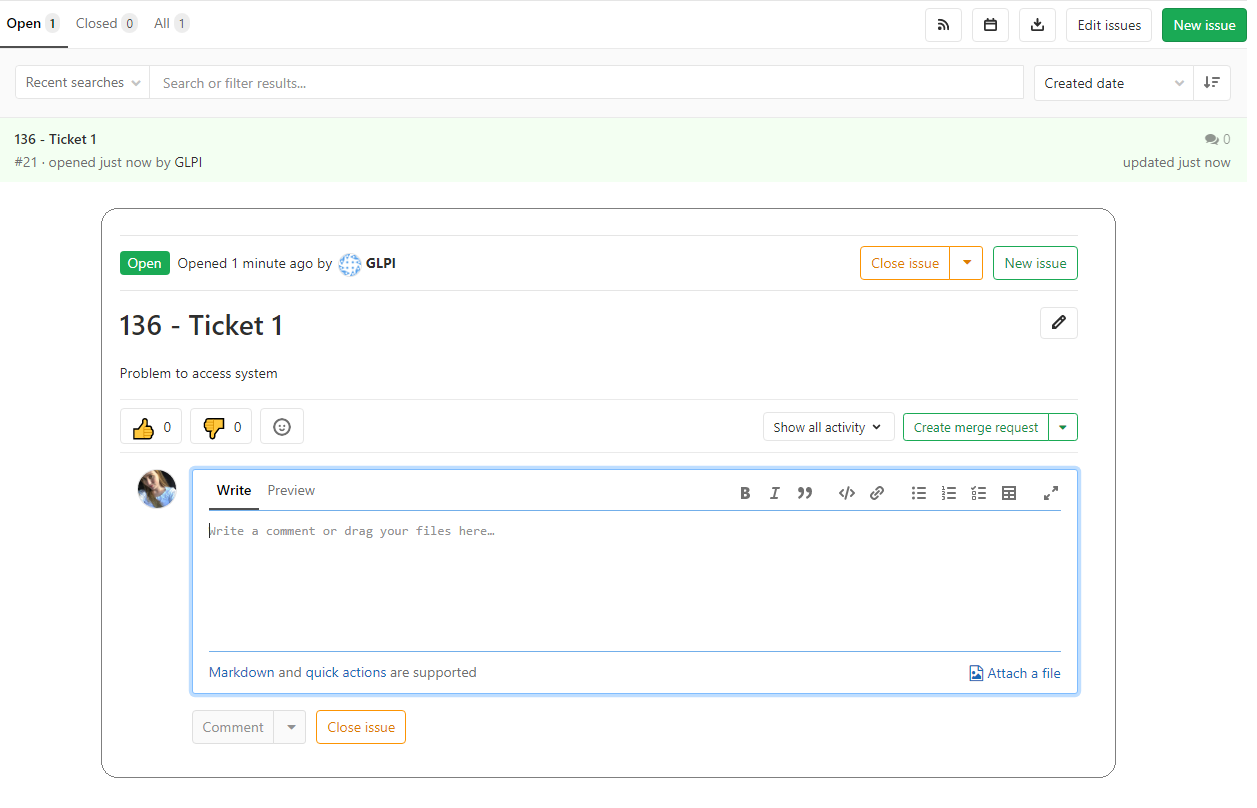 Open 1 Closed 0 All 1 Edit issues New issue
Recent searches Search or filter results... Created date
136 - Ticket 1 0
#21 · opened just now by GLPI updated just now
Open Opened 1 minute ago by GLPI Close issue New issue
136 - Ticket 1
Problem to access system
0 0 Show all activity Create merge request
Write Preview
Write a comment or drag your files here…
Markdown and quick actions are supported Attach a file
Comment Close issue